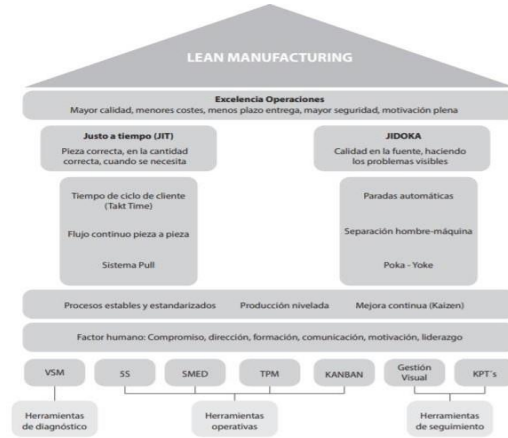 LEAN MANUFACTURING
Excelencia Operaciones
Mayor calidad, menores costes, menos plazo entrega, mayor seguridad, motivación plena
Justo a tiempo (JIT)
Pieza correcta, en la cantidad
correcta, cuando se necesita
JIDOKA
Calidad en la fuente, haciendo
los problemas visibles
Tiempo de ciclo de cliente
(Takt Time)
Flujo continuo pieza a pieza
Sistema Pull
Paradas automáticas
Separación hombre-máquina
Poka - Yoke
Procesos estables y estandarizados Producción nivelada Mejora continua (Kaizen)
Factor humano: Compromiso, dirección, formación, comunicación, motivación, liderazgo
VSM
5S
SMED
TPM
KANBAN
Gestión
Visual
KPT´s
Herramientas
de diagnóstico
Herramientas
operativas
Herramientas
de seguimiento